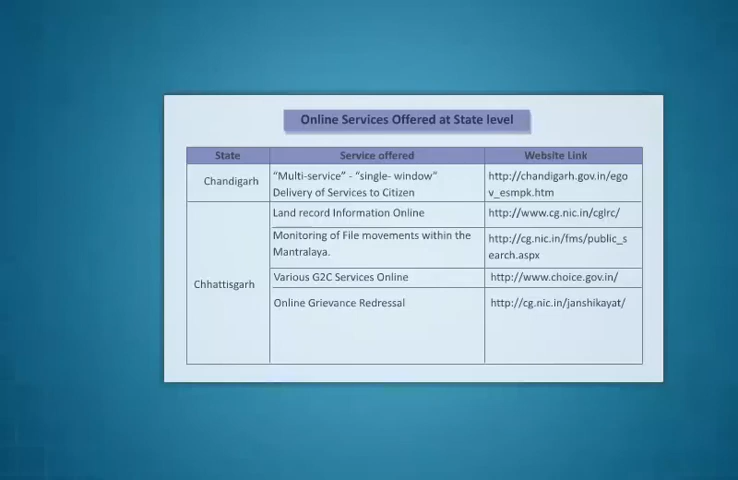 Online Services Offered at State level
State Service offered Website Link
Chandigarh
“Multi-service” - “single- window”
Delivery of Services to Citizen
http://chandigarh.gov.in/ego
v_esmpk.htm
Chhattisgarh
Land record Information Online
http://www.cg.nic.in/cglrc/
Monitoring of File movements within the
Mantralaya.
http://cg.nic.in/fms/public_s
earch.aspx
Various G2C Services Online
http://www.choice.gov.in/
Online Grievance Redressal
http://cg.nic.in/janshikayat/